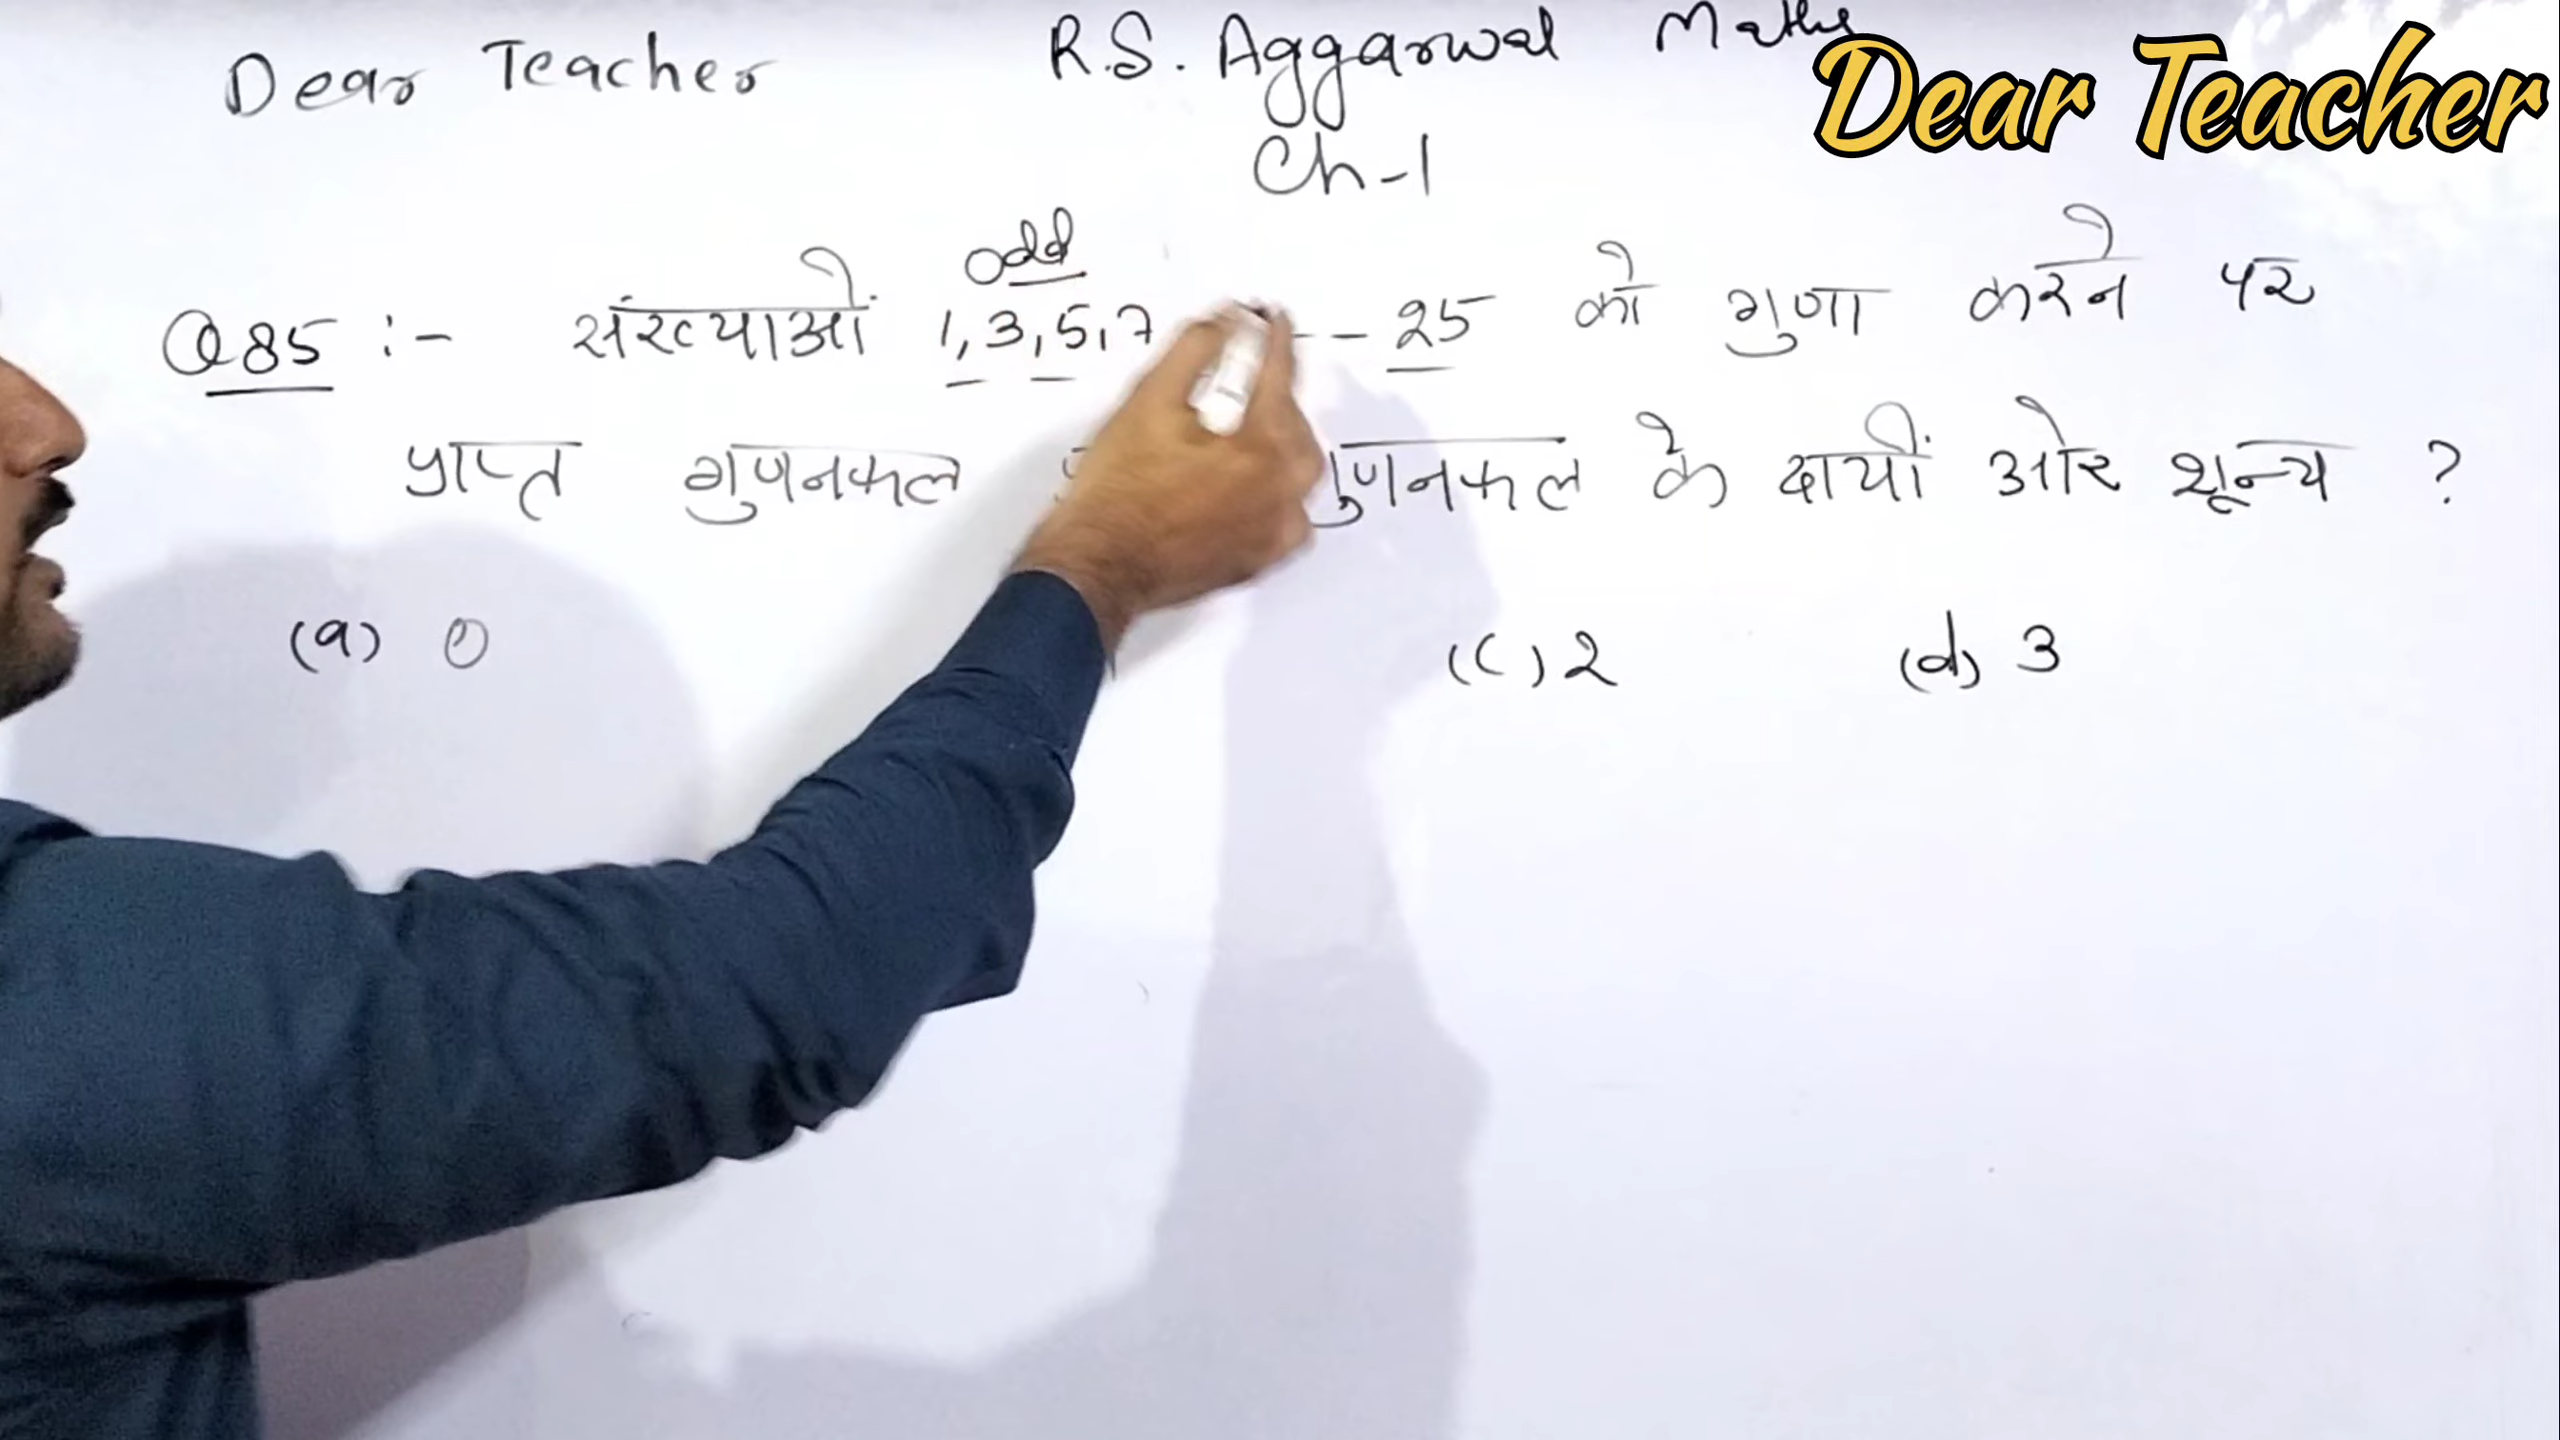 Dear Teacher R.S. Aggarwal Maths
Dear Teacher
Ch-1
odd
Q85 :- संख्याओं 1, 3, 5, 7 - - 25 को गुणा करने पर
प्राप्त गुणनफल गुणनफल के दायीं ओर शून्य ?
(a) 0 (c) 2 (d) 3